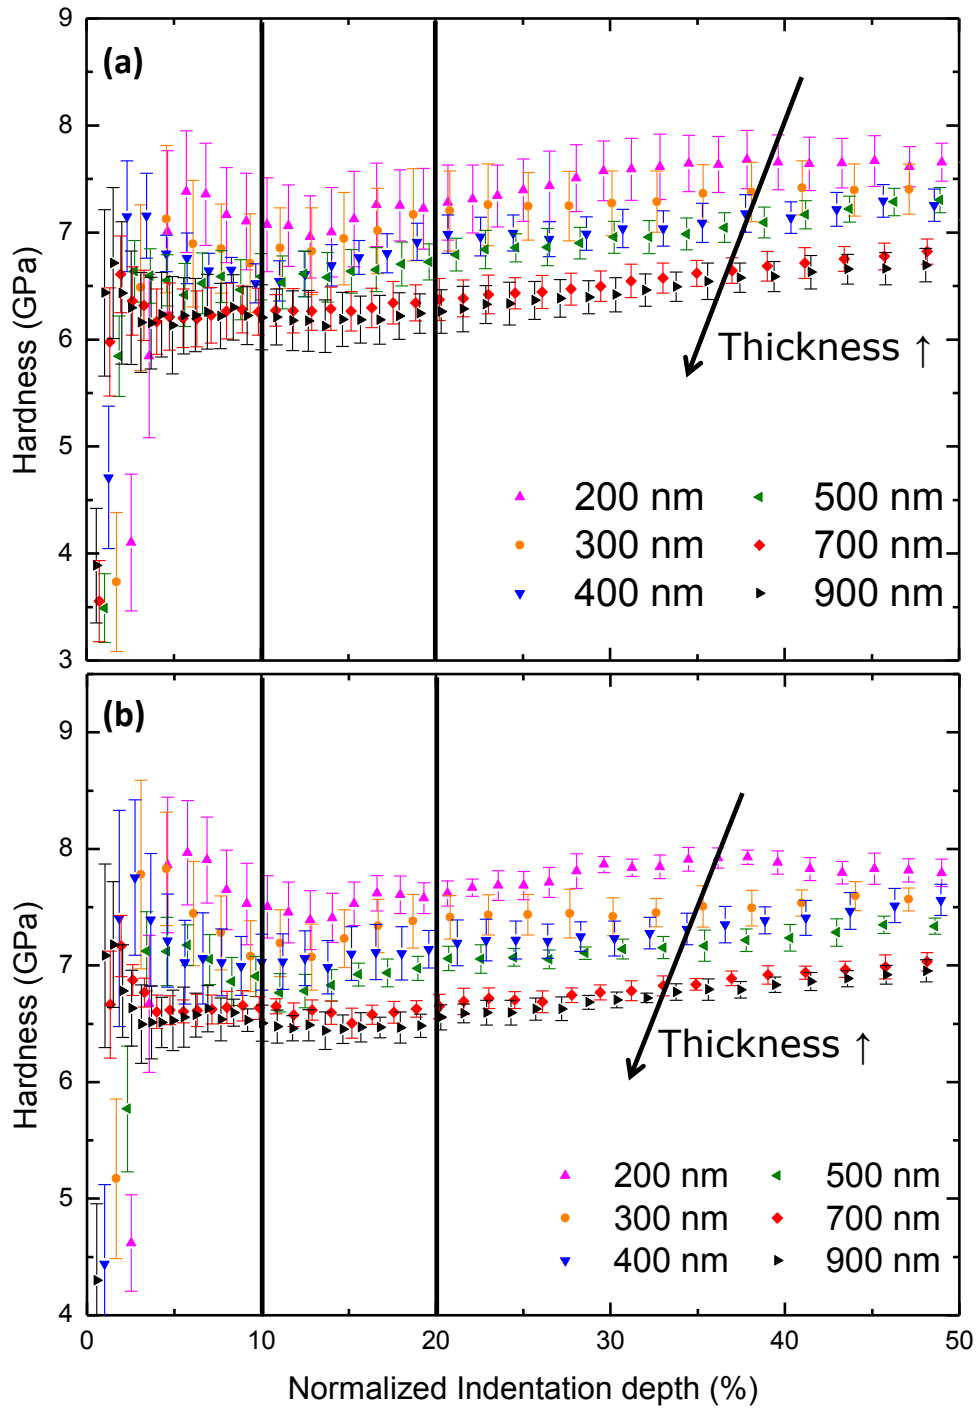 (a)
Hardness (GPa)
9
8
7
6
5
4
3
Thickness ↑
200 nm
500 nm
300 nm
700 nm
400 nm
900 nm
(b)
Hardness (GPa)
9
8
7
6
5
4
Thickness ↑
200 nm
500 nm
300 nm
700 nm
400 nm
900 nm
0 10 20 30 40 50
Normalized Indentation depth (%)